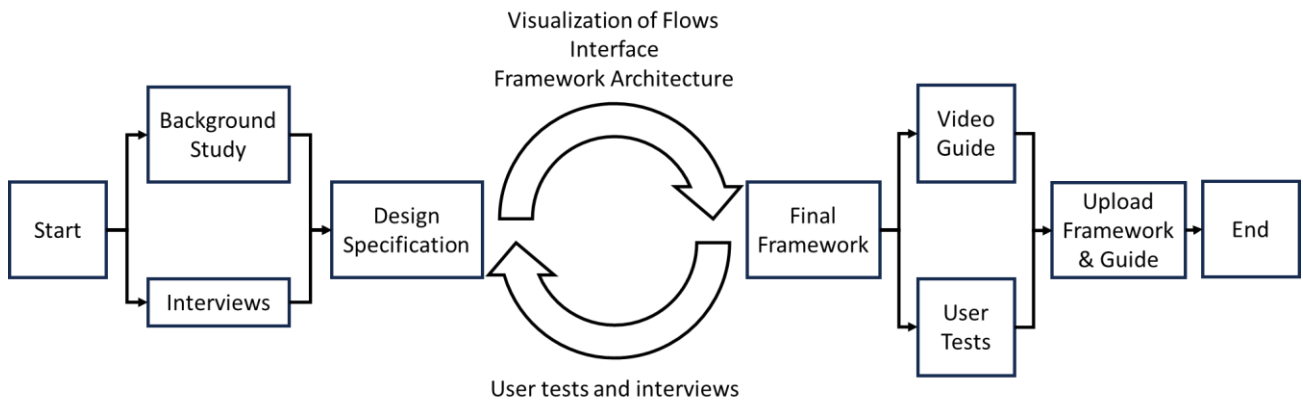 Visualization of Flows
Interface
Framework Architecture
Start
Background
Study
Interviews
Design
Specification
User tests and interviews
Final
Framework
Video
Guide
User
Tests
Upload
Framework
& Guide
End